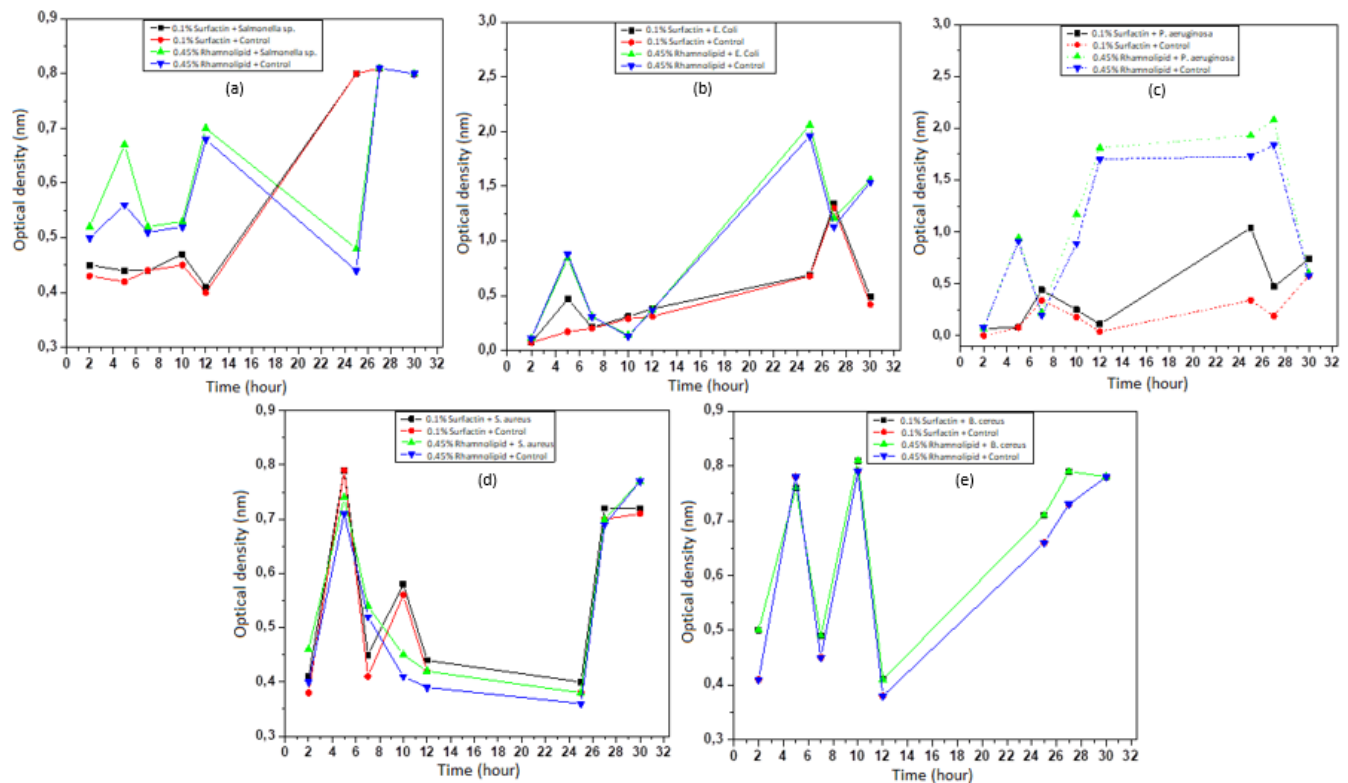 0,9
0,8
0,7
0,6
0,5
0,4
0,3
Optical density (nm)
0.1% Surfactin + Salmonella sp.
0.1% Surfactin + Control
0.45% Rhamnolipid + Salmonella sp.
0.45% Rhamnolipid + Control
(a)
0 2 4 6 8 10 12 14 16 18 20 22 24 26 28 30 32
Time (hour)
3,0
2,5
2,0
1,5
1,0
0,5
0,0
Optical density (nm)
0.1% Surfactin + E. Coli
0.1% Surfactin + Control
0.45% Rhamnolipid + E. Coli
0.45% Rhamnolipid + Control
(b)
0 2 4 6 8 10 12 14 16 18 20 22 24 26 28 30 32
Time (hour)
3,0
2,5
2,0
1,5
1,0
0,5
0,0
Optical density (nm)
0.1% Surfactin + P. aeruginosa
0.1% Surfactin + Control
0.45% Rhamnolipid + P. aeruginosa
0.45% Rhamnolipid + Control
(c)
0 2 4 6 8 10 12 14 16 18 20 22 24 26 28 30 32
Time (hour)
0,9
0,8
0,7
0,6
0,5
0,4
0,3
Optical density (nm)
0.1% Surfactin + S. aureus
0.1% Surfactin + Control
0.45% Rhamnolipid + S. aureus
0.45% Rhamnolipid + Control
(d)
0 2 4 6 8 10 12 14 16 18 20 22 24 26 28 30 32
Time (hour)
0,9
0,8
0,7
0,6
0,5
0,4
0,3
Optical density (nm)
0.1% Surfactin + B. cereus
0.1% Surfactin + Control
0.45% Rhamnolipid + B. cereus
0.45% Rhamnolipid + Control
(e)
0 2 4 6 8 10 12 14 16 18 20 22 24 26 28 30 32
Time (hour)